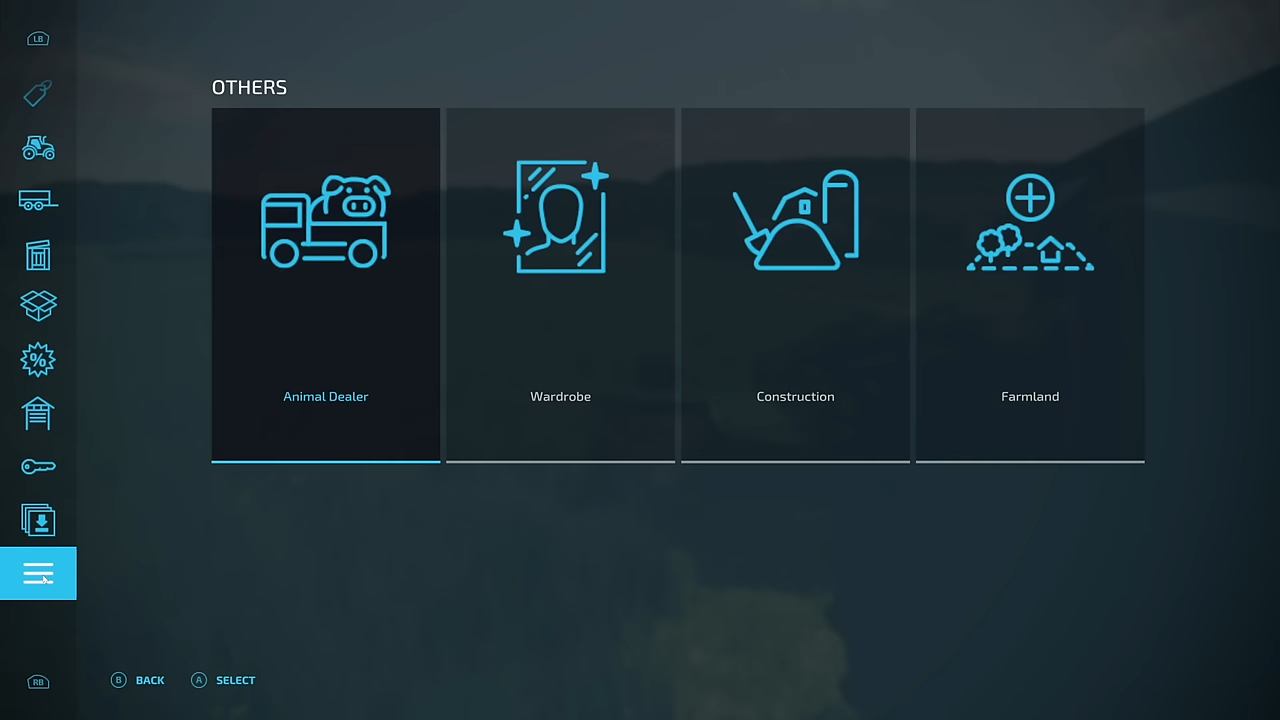 LB
OTHERS
%
Animal Dealer
Wardrobe
Construction
Farmland
RB
B BACK
A SELECT